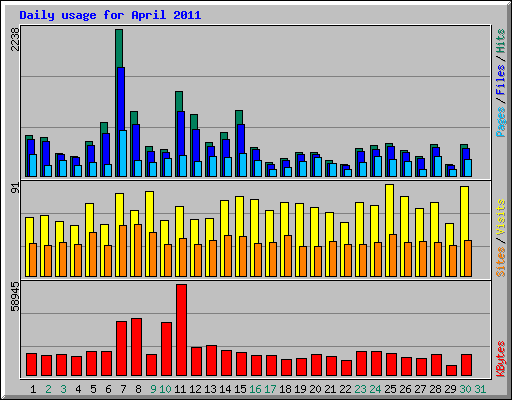 Daily usage for April 2011
2238
Pages / Files / Hits
91
Sites / Visits
58945
KBytes
1 2 3 4 5 6 7 8 9 10 11 12 13 14 15 16 17 18 19 20 21 22 23 24 25 26 27 28 29 30 31